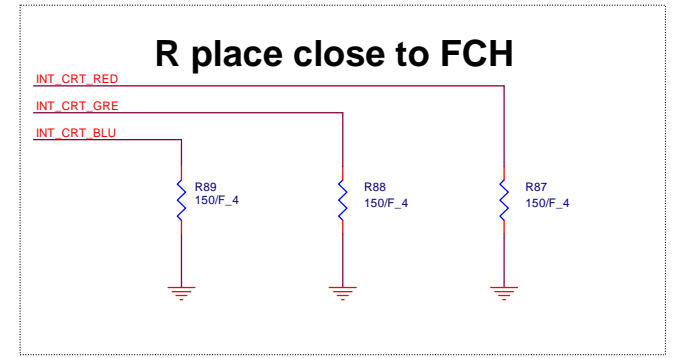 R place close to FCH
INT_CRT_RED
INT_CRT_GRE
INT_CRT_BLU
R89
150/F_4
R88
150/F_4
R87
150/F_4